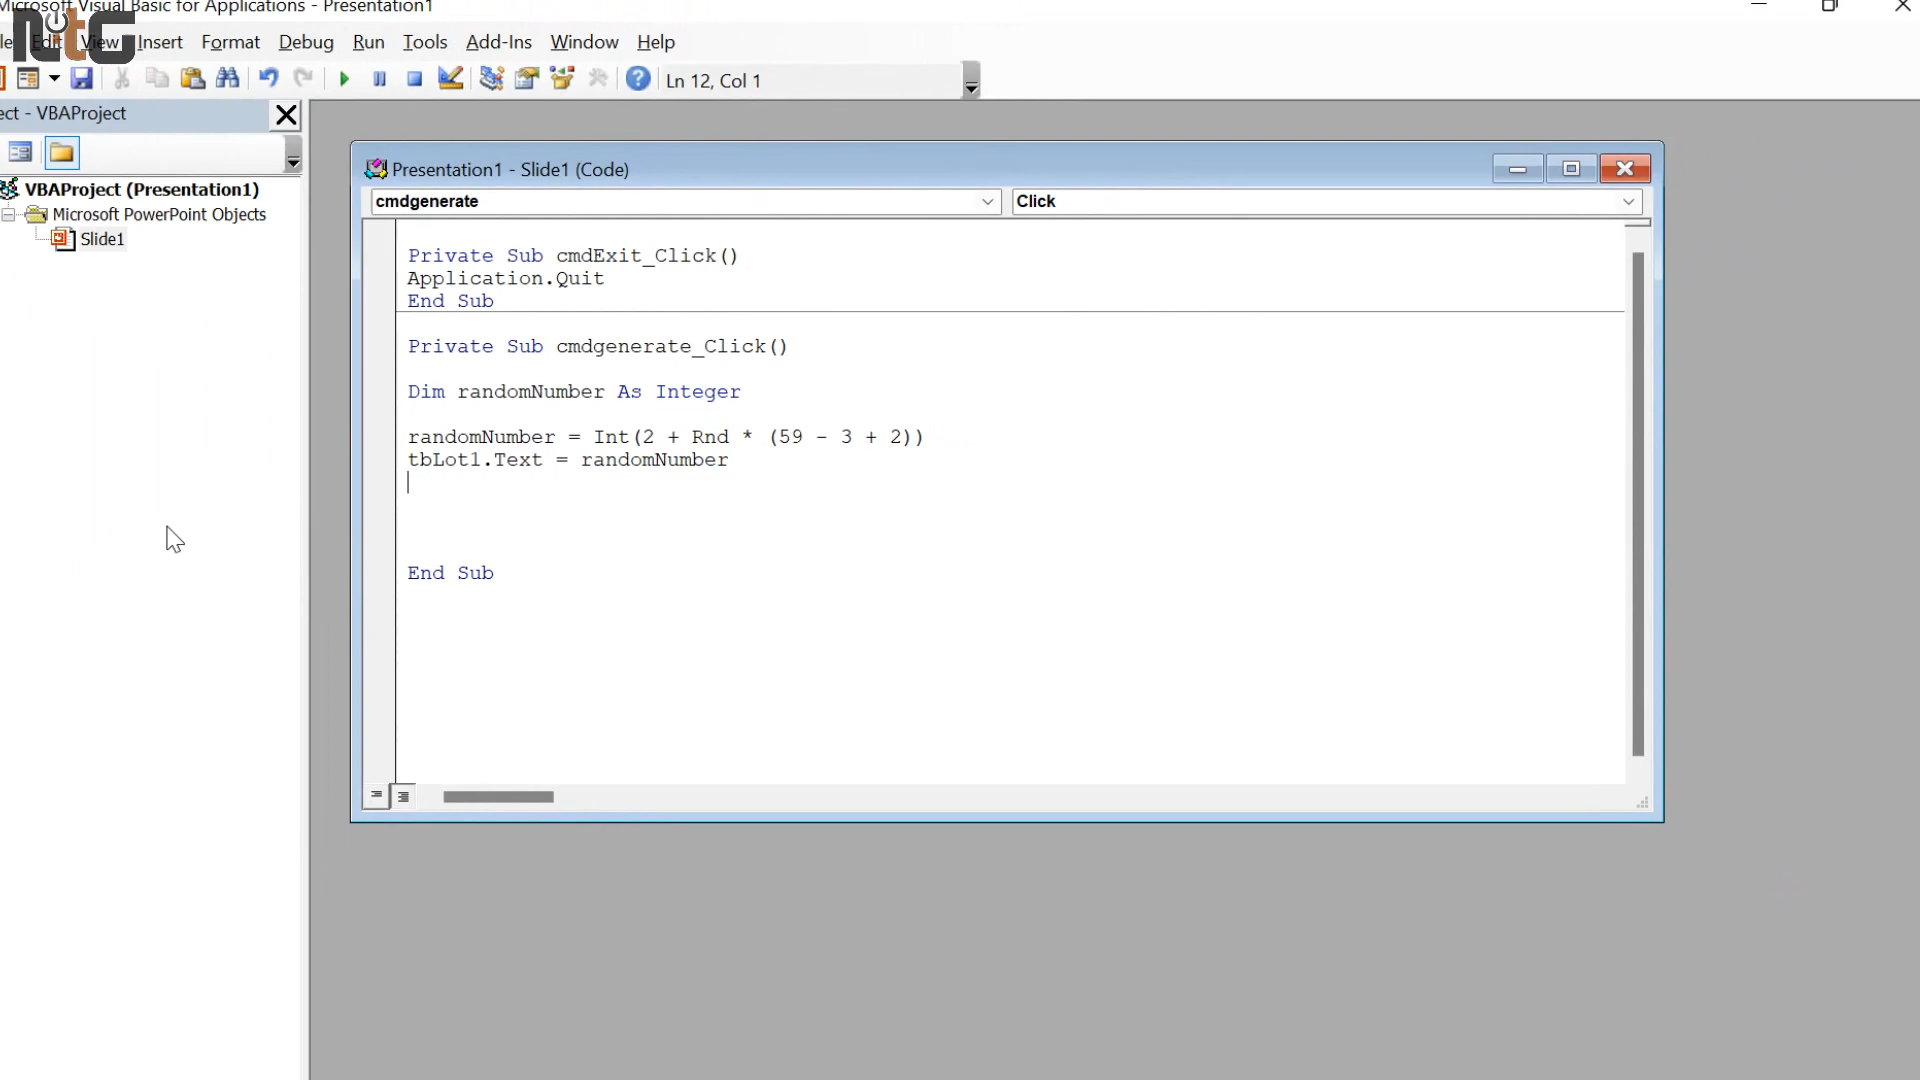 Microsoft Visual Basic for Applications - Presentation1
View Insert Format Debug Run Tools Add-Ins Window Help
Ln 12, Col 1
ect - VBAProject
VBAProject (Presentation1)
Microsoft PowerPoint Objects
Slide1
Presentation1 - Slide1 (Code)
cmdgenerate
Click
Private Sub cmdExit_Click()
Application.Quit
End Sub
Private Sub cmdgenerate_Click()
Dim randomNumber As Integer
randomNumber = Int(2 + Rnd * (59 - 3 + 2))
tbLot1.Text = randomNumber
End Sub